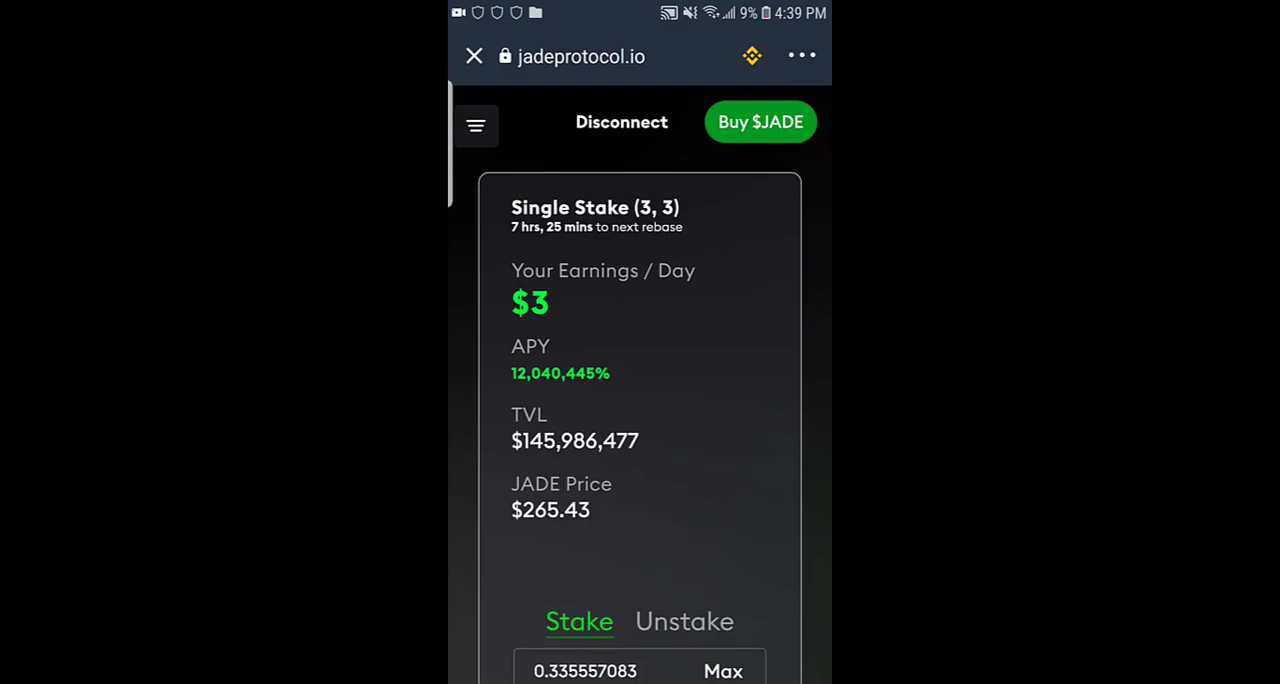 9% 4:39 PM
jadeprotocol.io
Disconnect Buy $JADE
Single Stake (3, 3)
7 hrs, 25 mins to next rebase
Your Earnings / Day
$3
APY
12,040,445%
TVL
$145,986,477
JADE Price
$265.43
Stake Unstake
0.335557083 Max